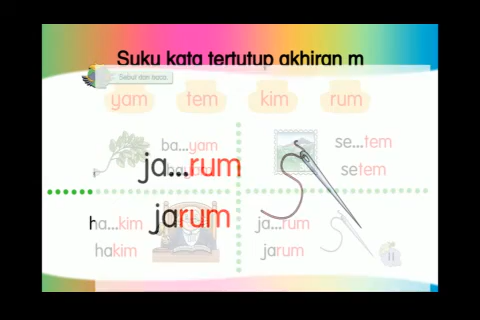 Suku kata tertutup akhiran m
Sebut dan baca.
yam tem kim rum
ba...yam
bayam
se...tem
setem
ja...rum
jarum
ha...kim
hakim
ja...rum
jarum